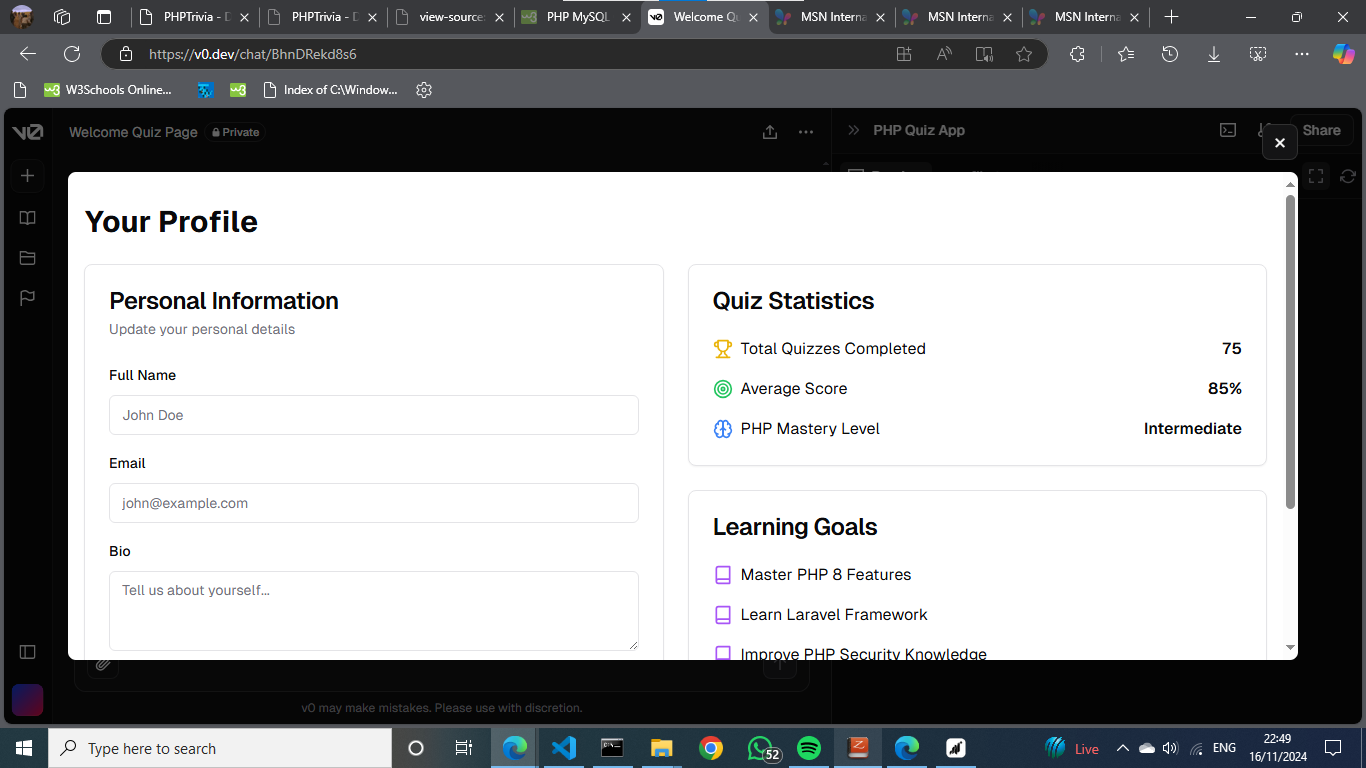 PHPTrivia - D
PHPTrivia - D
view-source:
PHP MySQL
Welcome Qu
MSN Interna
MSN Interna
MSN Interna
https://v0.dev/chat/BhnDRekd8s6
W3Schools Online...
Index of C:\Window...
Welcome Quiz Page
Private
PHP Quiz App
Share
Your Profile
Personal Information
Update your personal details
Full Name
John Doe
Email
john@example.com
Bio
Tell us about yourself...
Quiz Statistics
Total Quizzes Completed 75
Average Score 85%
PHP Mastery Level Intermediate
Learning Goals
Master PHP 8 Features
Learn Laravel Framework
Improve PHP Security Knowledge
v0 may make mistakes. Please use with discretion.
Type here to search
52
Live
ENG
22:49
16/11/2024